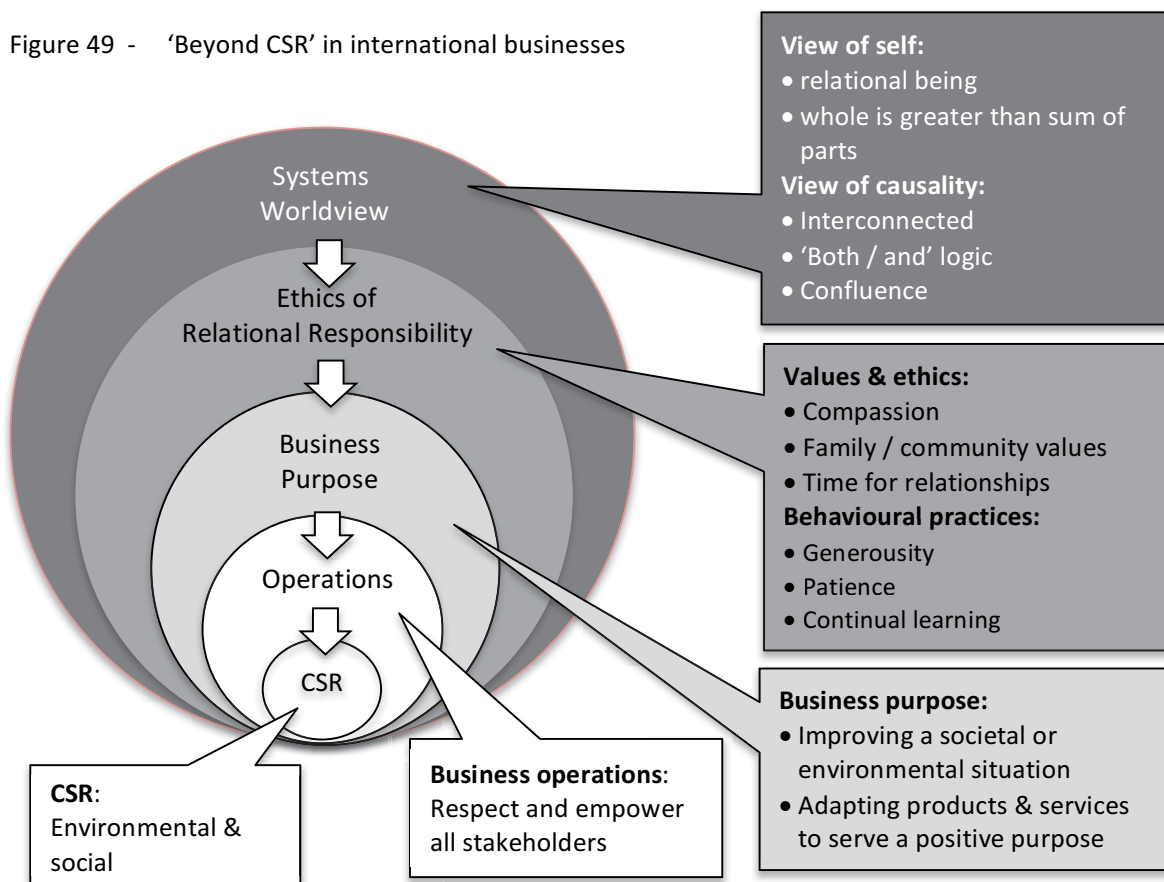 Figure 49 - ‘Beyond CSR’ in international businesses
Systems
Worldview
Ethics of
Relational Responsibility
Business
Purpose
Operations
CSR
View of self:
• relational being
• whole is greater than sum of
parts
View of causality:
• Interconnected
• ‘Both / and’ logic
• Confluence
Values & ethics:
• Compassion
• Family / community values
• Time for relationships
Behavioural practices:
• Generousity
• Patience
• Continual learning
Business purpose:
• Improving a societal or
environmental situation
• Adapting products & services
to serve a positive purpose
Business operations:
Respect and empower
all stakeholders
CSR:
Environmental &
social